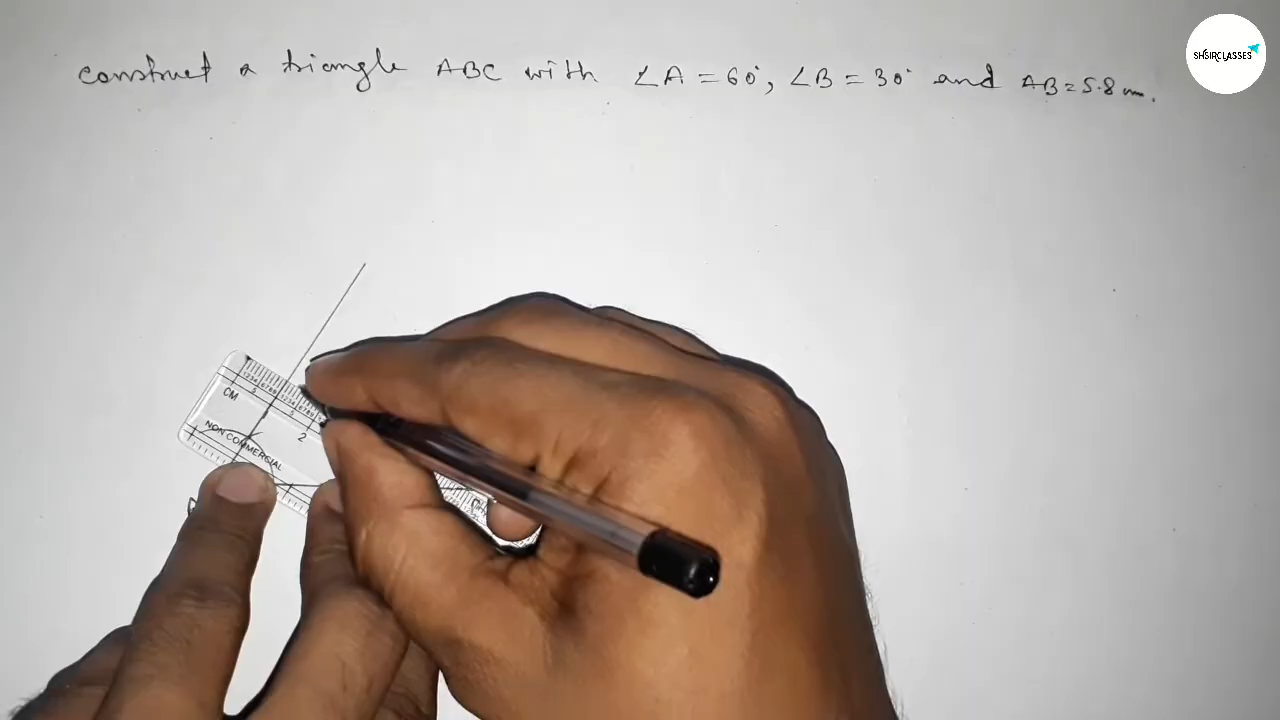 SHSIRCLASSES
construct a triangle ABC with ∠A = 60°, ∠B = 30° and AB = 5.8 cm.
CM
NON COMMERCIAL
2